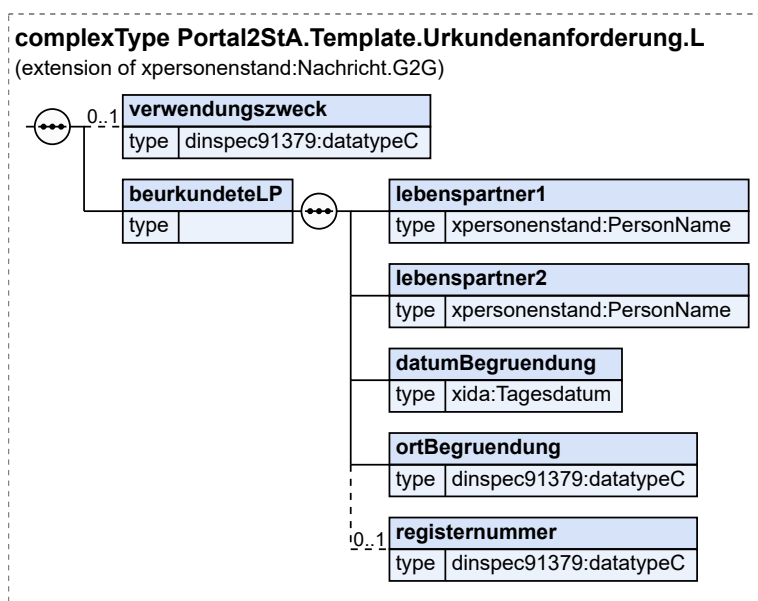 complexType Portal2StA.Template.Urkundenanforderung.L
(extension of xpersonenstand:Nachricht.G2G)
0..1
verwendungszweck
type dinspec91379:datatypeC
beurkundeteLP
type
lebenspartner1
type xpersonenstand:PersonName
lebenspartner2
type xpersonenstand:PersonName
datumBegruendung
type xida:Tagesdatum
ortBegruendung
type dinspec91379:datatypeC
0..1
registernummer
type dinspec91379:datatypeC